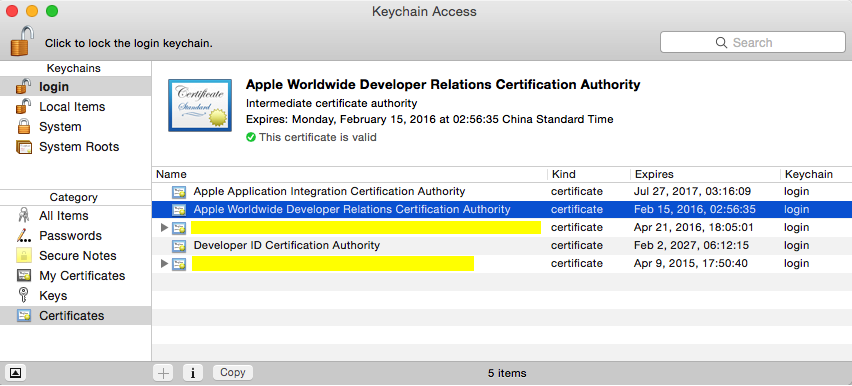 Keychain Access
Click to lock the login keychain.
Search
Keychains
login
Local Items
System
System Roots
Category
All Items
Passwords
Secure Notes
My Certificates
Keys
Certificates
Certificate
Standard
Apple Worldwide Developer Relations Certification Authority
Intermediate certificate authority
Expires: Monday, February 15, 2016 at 02:56:35 China Standard Time
This certificate is valid
Name Kind Expires Keychain
Apple Application Integration Certification Authority certificate Jul 27, 2017, 03:16:09 login
Apple Worldwide Developer Relations Certification Authority certificate Feb 15, 2016, 02:56:35 login
certificate Apr 21, 2016, 18:05:01 login
Developer ID Certification Authority certificate Feb 2, 2027, 06:12:15 login
certificate Apr 9, 2015, 17:50:40 login
+ i Copy 5 items